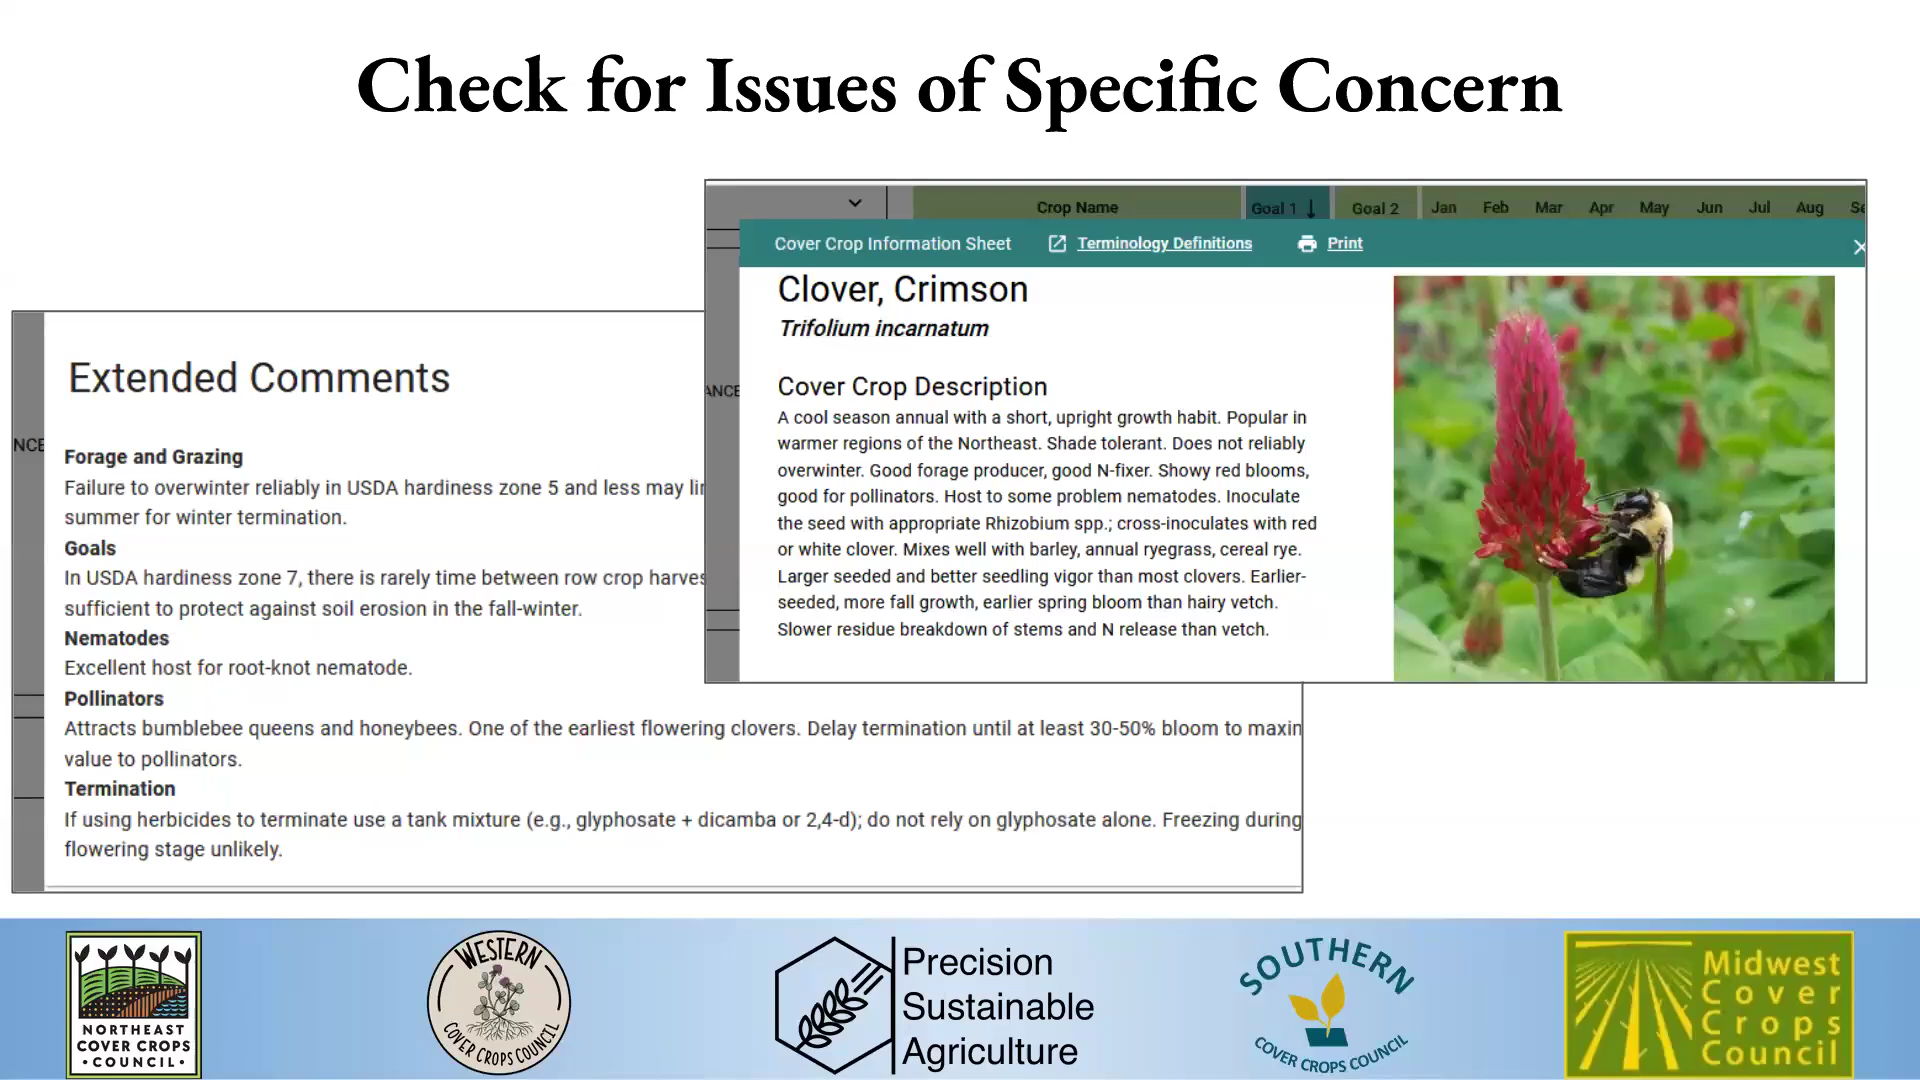 Check for Issues of Specific Concern
Crop Name Goal 1 Goal 2 Jan Feb Mar Apr May Jun Jul Aug
Cover Crop Information Sheet Terminology Definitions Print
Clover, Crimson
Trifolium incarnatum
Cover Crop Description
A cool season annual with a short, upright growth habit. Popular in
warmer regions of the Northeast. Shade tolerant. Does not reliably
overwinter. Good forage producer, good N-fixer. Showy red blooms,
good for pollinators. Host to some problem nematodes. Inoculate
the seed with appropriate Rhizobium spp.; cross-inoculates with red
or white clover. Mixes well with barley, annual ryegrass, cereal rye.
Larger seeded and better seedling vigor than most clovers. Earlier-
seeded, more fall growth, earlier spring bloom than hairy vetch.
Slower residue breakdown of stems and N release than vetch.
Extended Comments
Forage and Grazing
Failure to overwinter reliably in USDA hardiness zone 5 and less may
summer for winter termination.
Goals
In USDA hardiness zone 7, there is rarely time between row crop
sufficient to protect against soil erosion in the fall-winter.
Nematodes
Excellent host for root-knot nematode.
Pollinators
Attracts bumblebee queens and honeybees. One of the earliest flowering clovers. Delay termination until at least 30-50% bloom to
value to pollinators.
Termination
If using herbicides to terminate use a tank mixture (e.g., glyphosate + dicamba or 2,4-d); do not rely on glyphosate alone. Freezing during
flowering stage unlikely.
NORTHEAST
COVER CROPS
• COUNCIL •
WESTERN
COVER CROPS COUNCIL
Precision
Sustainable
Agriculture
SOUTHERN
COVER CROPS COUNCIL
Midwest
Cover
Crops
Council